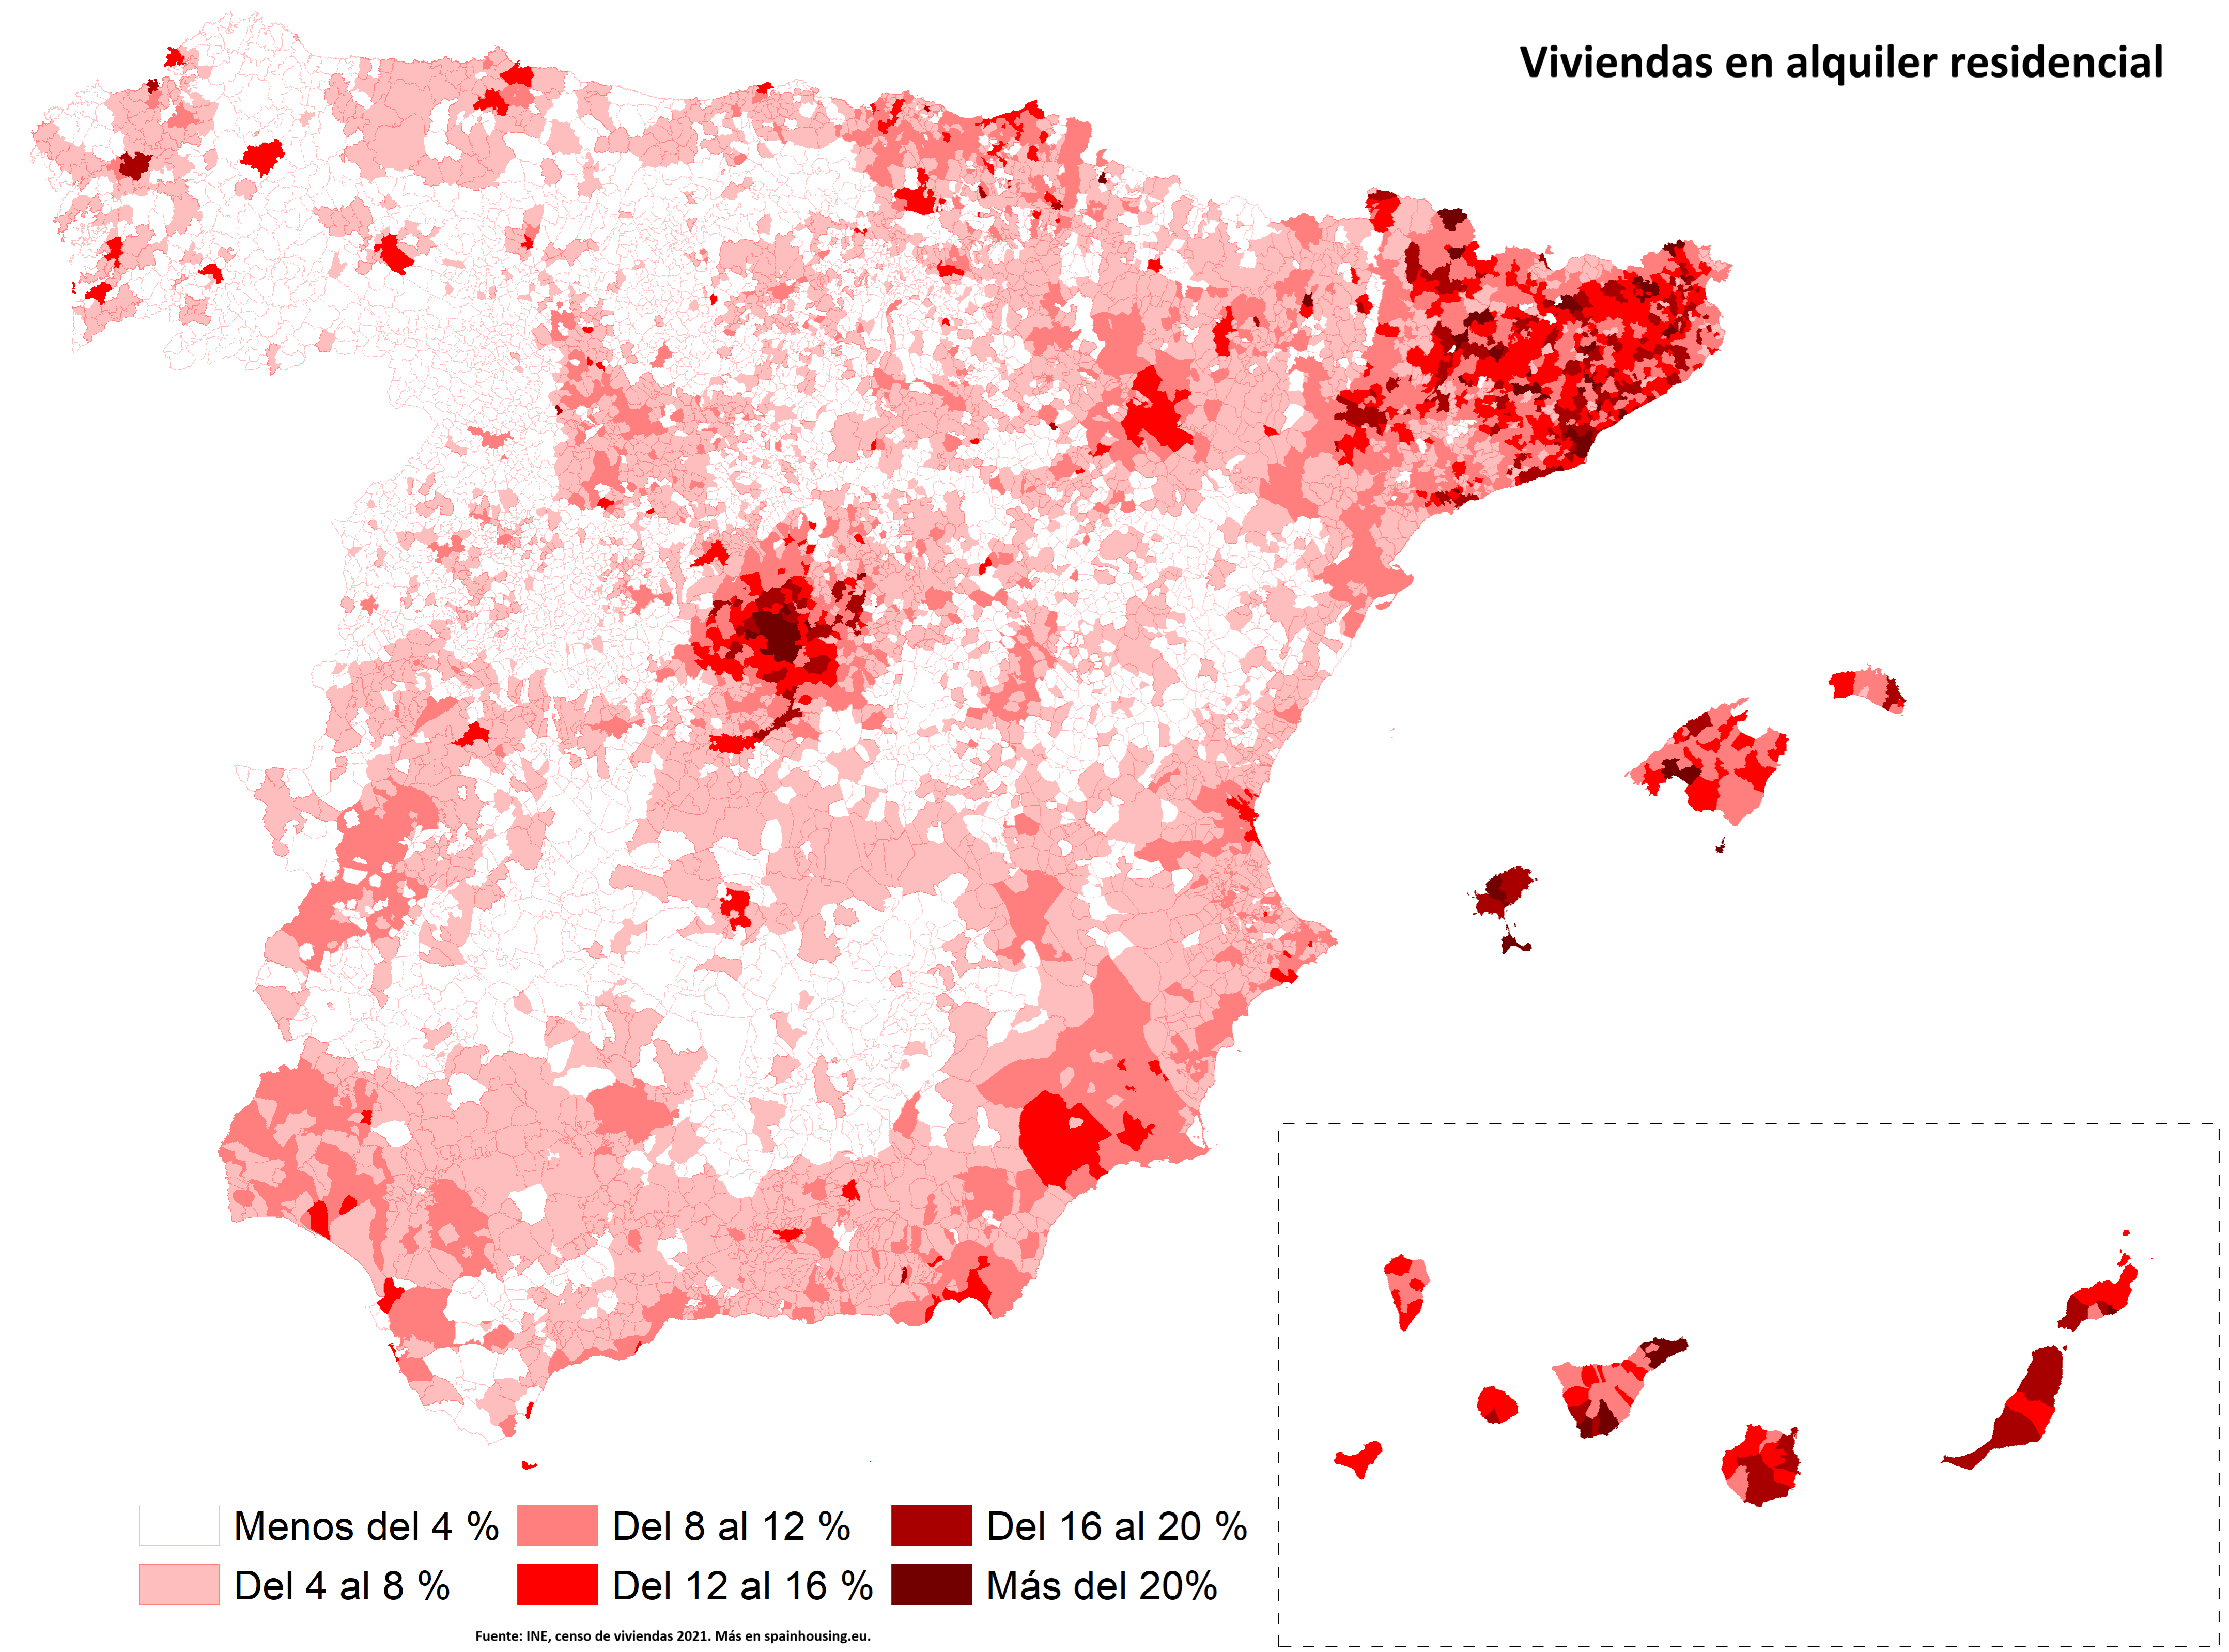 Viviendas en alquiler residencial
Menos del 4 %
Del 8 al 12 %
Del 16 al 20 %
Del 4 al 8 %
Del 12 al 16 %
Más del 20%
Fuente: INE, censo de viviendas 2021. Más en spainhousing.eu.